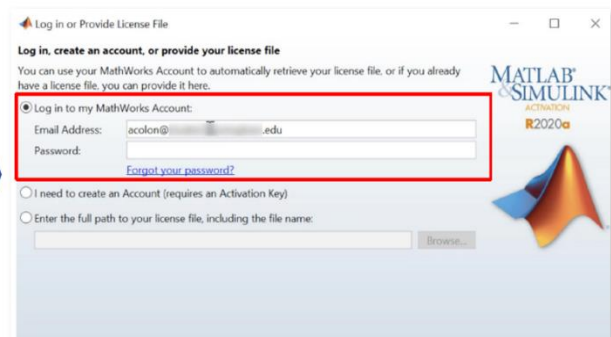 Log in or Provide License File
Log in, create an account, or provide your license file
You can use your MathWorks Account to automatically retrieve your license file, or if you already
have a license file, you can provide it here.
Log in to my MathWorks Account:
Email Address: acolon@ .edu
Password:
Forgot your password?
I need to create an Account (requires an Activation Key)
Enter the full path to your license file, including the file name:
Browse...
MATLAB®
&SIMULINK®
ACTIVATION
R2020a